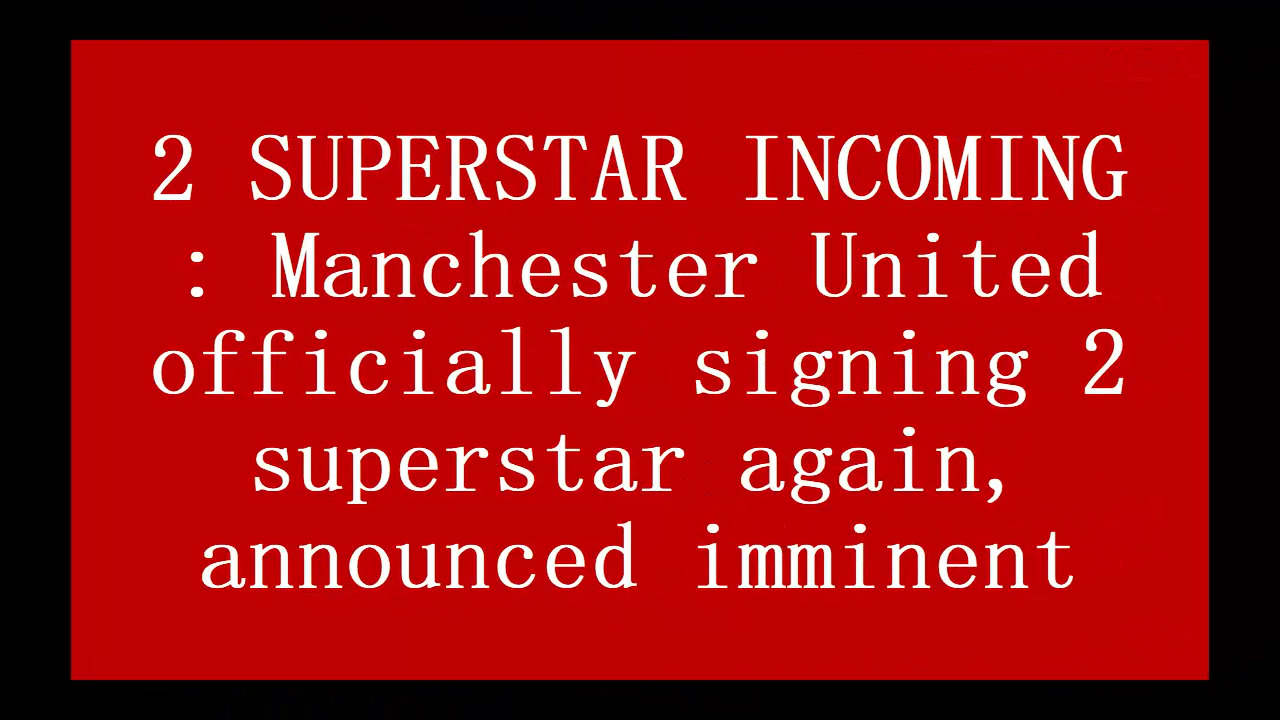 2 SUPERSTAR INCOMING
: Manchester United
officially signing 2
superstar again,
announced imminent